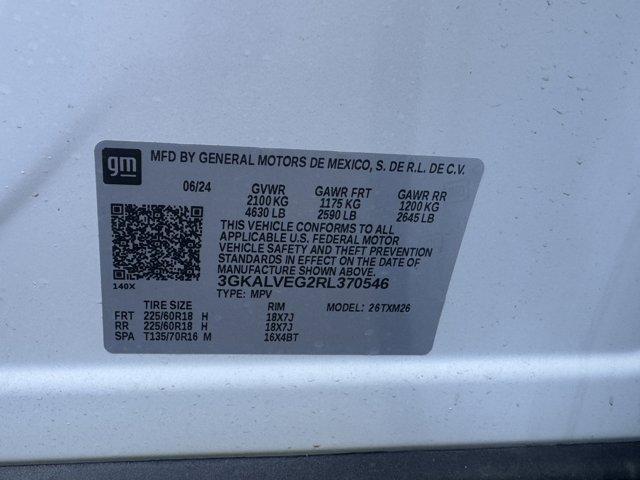 gm MFD BY GENERAL MOTORS DE MEXICO, S. DE R.L. DE C.V.
06/24 GVWR GAWR FRT GAWR RR
2100 KG 1175 KG 1200 KG
4630 LB 2590 LB 2645 LB
THIS VEHICLE CONFORMS TO ALL
APPLICABLE U.S. FEDERAL MOTOR
VEHICLE SAFETY AND THEFT PREVENTION
STANDARDS IN EFFECT ON THE DATE OF
MANUFACTURE SHOWN ABOVE.
3GKALVEG2RL370546
140X TYPE: MPV MODEL: 26TXM26
TIRE SIZE RIM
FRT 225/60R18 H 18X7J
RR 225/60R18 H 18X7J
SPA T135/70R16 M 16X4BT